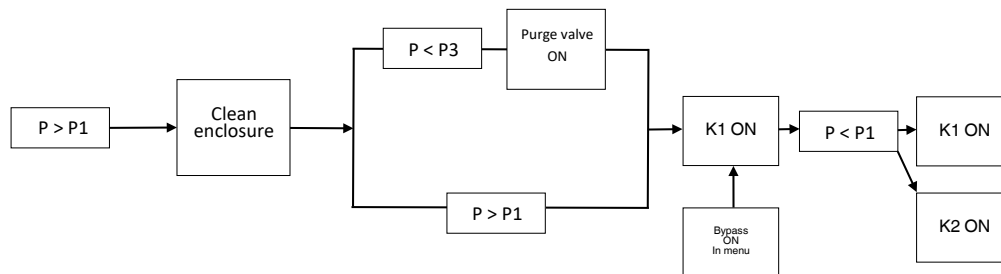 P > P1
Clean
enclosure
P < P3
Purge valve
ON
P > P1
K1 ON
Bypass
ON
In menu
P < P1
K1 ON
K2 ON